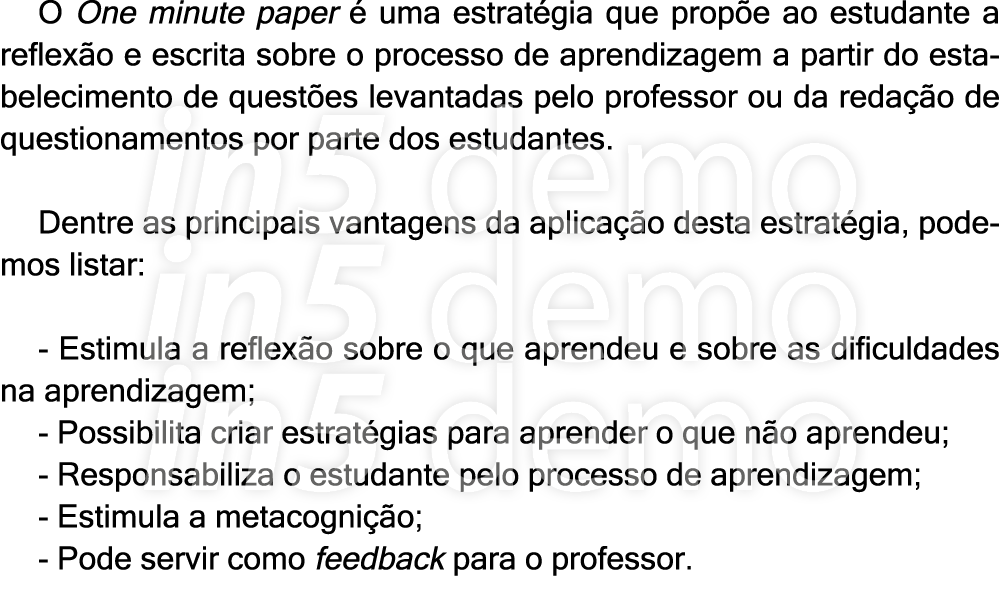 O One minute paper é uma estratégia que propõe ao estudante a
reflexão e escrita sobre o processo de aprendizagem a partir do esta-
belecimento de questões levantadas pelo professor ou da redação de
questionamentos por parte dos estudantes.
Dentre as principais vantagens da aplicação desta estratégia, pode-
mos listar:
- Estimula a reflexão sobre o que aprendeu e sobre as dificuldades
na aprendizagem;
- Possibilita criar estratégias para aprender o que não aprendeu;
- Responsabiliza o estudante pelo processo de aprendizagem;
- Estimula a metacognição;
- Pode servir como feedback para o professor.
in5 demo
in5 demo
in5 demo